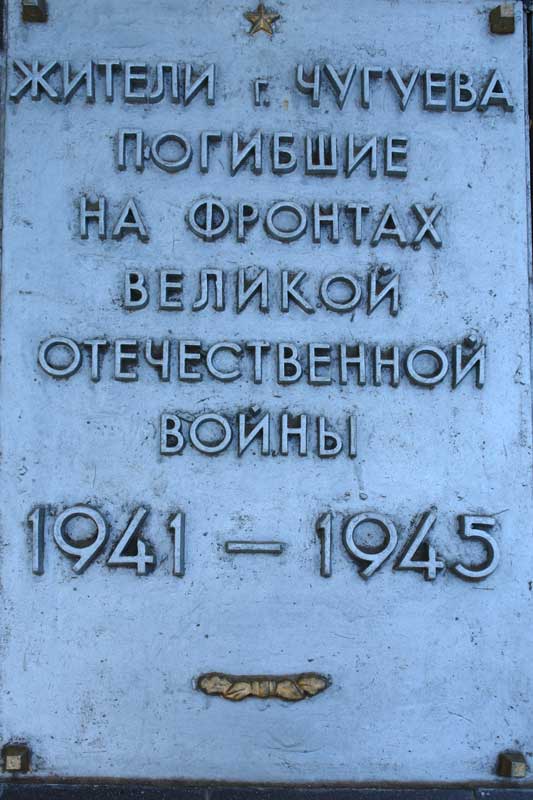 ЖИТЕЛИ г. ЧУГУЕВА
ПОГИБШИЕ
НА ФРОНТАХ
ВЕЛИКОЙ
ОТЕЧЕСТВЕННОЙ
ВОЙНЫ
1941 — 1945